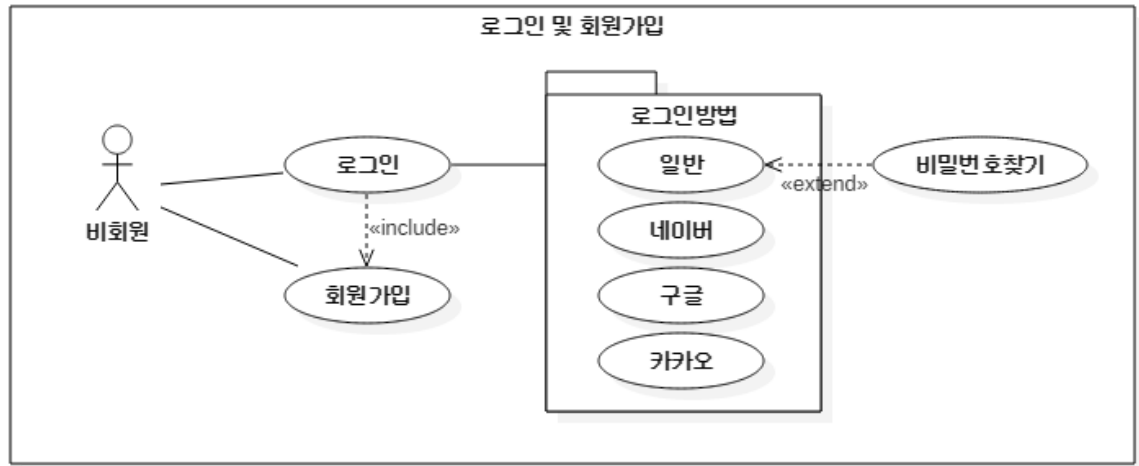 로그인 및 회원가입
로그인방법
로그인
일반
비밀번호찾기
«extend»
비회원
«include»
네이버
회원가입
구글
카카오